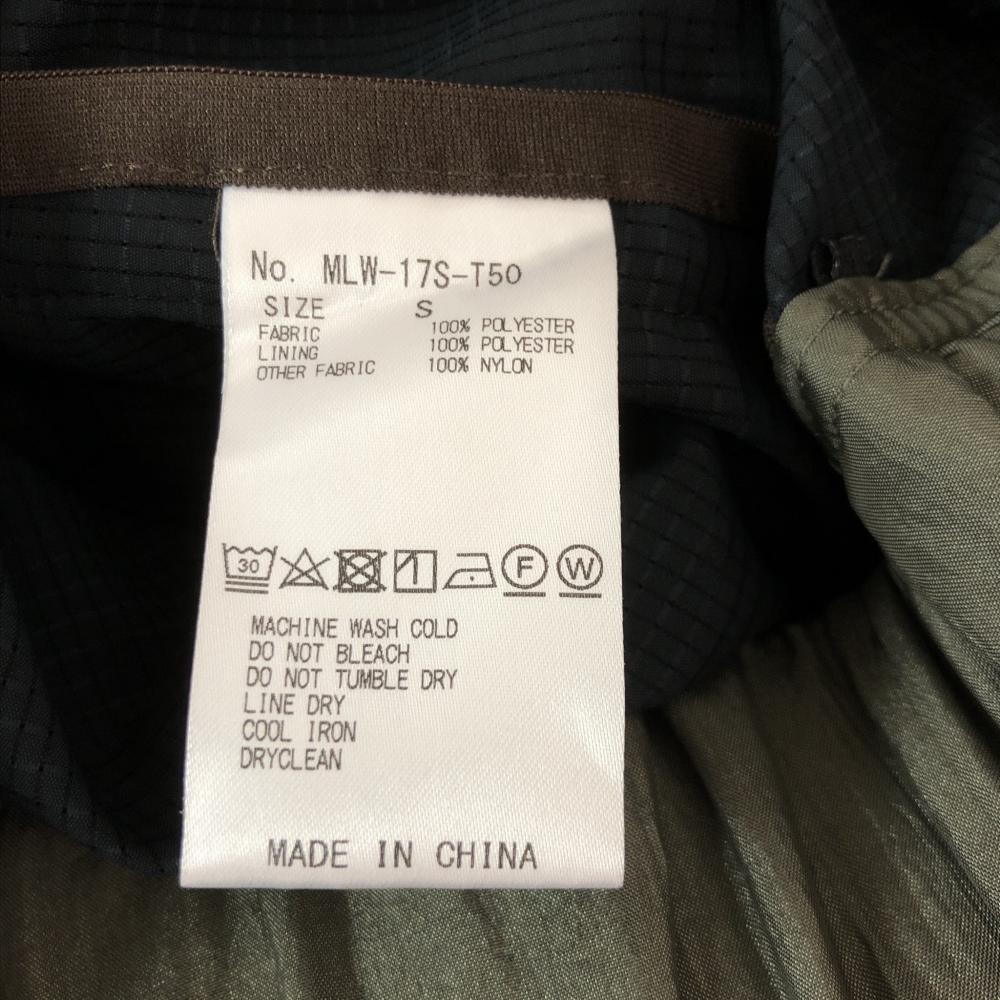 No. MLW-17S-T50
SIZE S
FABRIC 100% POLYESTER
LINING 100% POLYESTER
OTHER FABRIC 100% NYLON
30 F W
MACHINE WASH COLD
DO NOT BLEACH
DO NOT TUMBLE DRY
LINE DRY
COOL IRON
DRYCLEAN
MADE IN CHINA